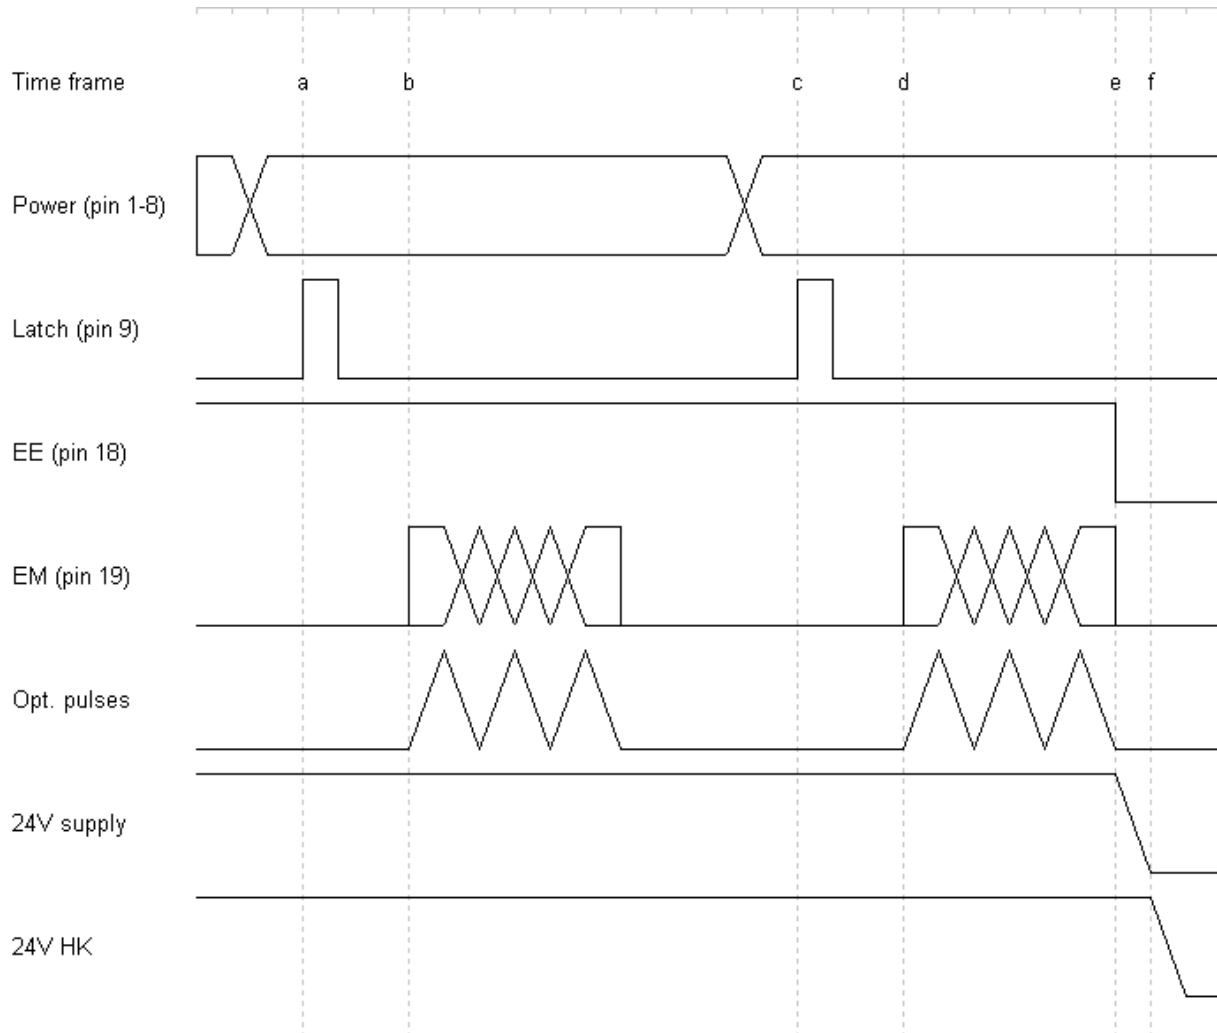 Time frame a b c d e f
Power (pin 1-8)
Latch (pin 9)
EE (pin 18)
EM (pin 19)
Opt. pulses
24V supply
24V HK